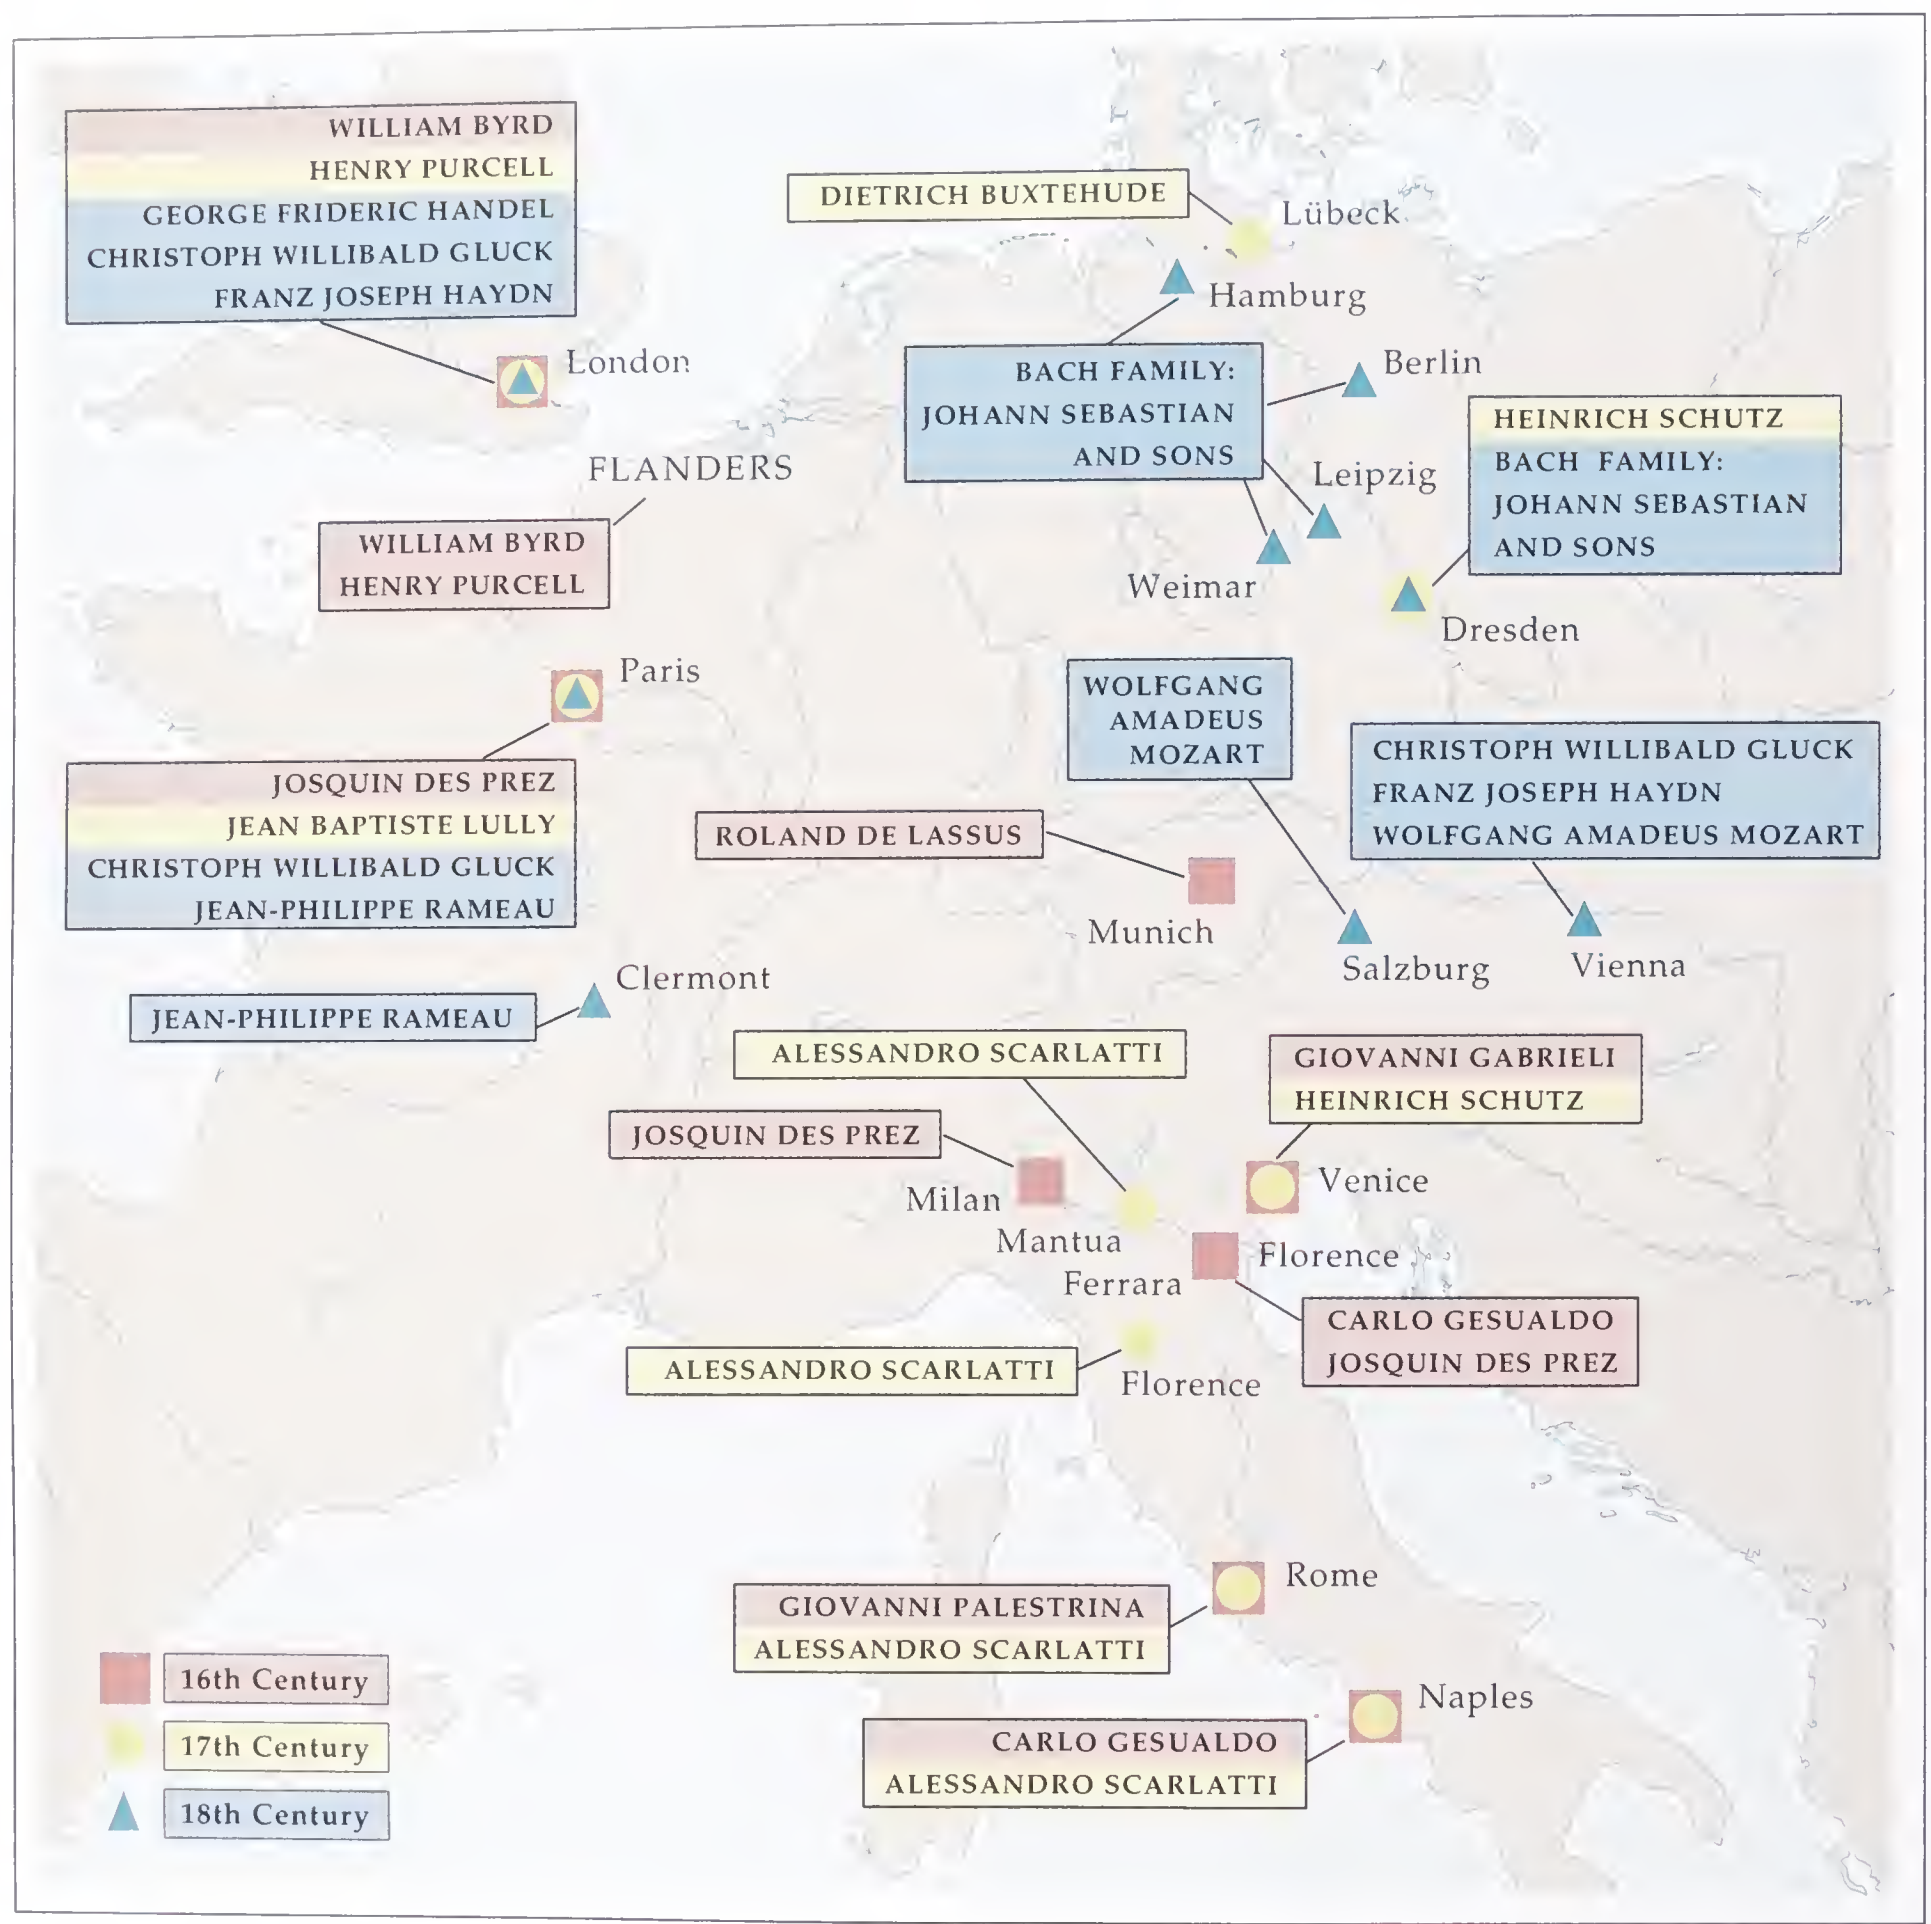 WILLIAM BYRD
HENRY PURCELL
GEORGE FRIDERIC HANDEL
CHRISTOPH WILLIBALD GLUCK
FRANZ JOSEPH HAYDN
London
DIETRICH BUXTEHUDE
Lübeck
Hamburg
BACH FAMILY:
JOHANN SEBASTIAN
AND SONS
Berlin
Leipzig
Weimar
HEINRICH SCHUTZ
BACH FAMILY:
JOHANN SEBASTIAN
AND SONS
Dresden
FLANDERS
WILLIAM BYRD
HENRY PURCELL
Paris
JOSQUIN DES PREZ
JEAN BAPTISTE LULLY
CHRISTOPH WILLIBALD GLUCK
JEAN-PHILIPPE RAMEAU
WOLFGANG
AMADEUS
MOZART
CHRISTOPH WILLIBALD GLUCK
FRANZ JOSEPH HAYDN
WOLFGANG AMADEUS MOZART
ROLAND DE LASSUS
Munich
Salzburg
Vienna
Clermont
JEAN-PHILIPPE RAMEAU
ALESSANDRO SCARLATTI
GIOVANNI GABRIELI
HEINRICH SCHUTZ
JOSQUIN DES PREZ
Milan
Venice
Mantua
Ferrara
Florence
CARLO GESUALDO
JOSQUIN DES PREZ
ALESSANDRO SCARLATTI
Florence
Rome
GIOVANNI PALESTRINA
ALESSANDRO SCARLATTI
Naples
CARLO GESUALDO
ALESSANDRO SCARLATTI
16th Century
17th Century
18th Century